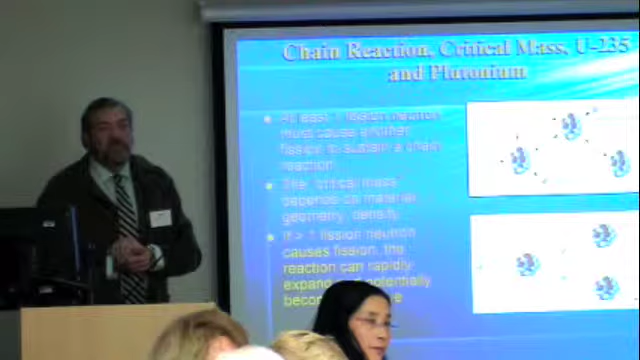 Chain Reaction, Critical Mass, U-235
and Plutonium
At least 1 fission neutron
must cause another
fission to sustain a chain
reaction
The "critical mass"
depends on material
geometry, density.
If > 1 fission neutron
causes fission, the
reaction can rapidly
expand potentially